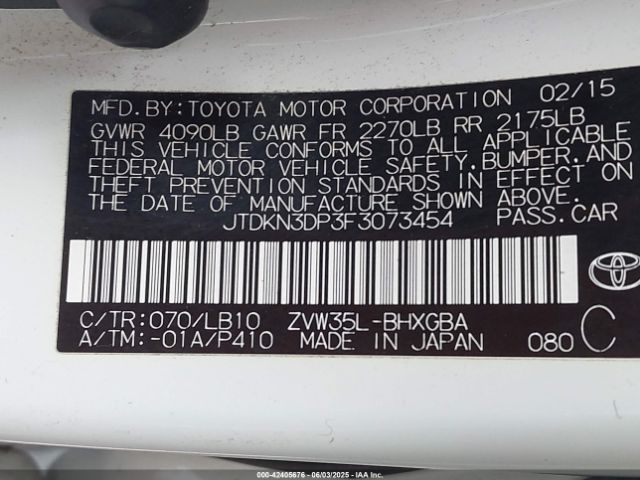 MFD.BY:TOYOTA MOTOR CORPORATION 02/15
GVWR 4090LB GAWR FR 2270LB RR 2175LB
THIS VEHICLE CONFORMS TO ALL APPLICABLE
FEDERAL MOTOR VEHICLE SAFETY,BUMPER,AND
THEFT PREVENTION STANDARDS IN EFFECT ON
THE DATE OF MANUFACTURE SHOWN ABOVE.
JTDKN3DP3F3073454 PASS.CAR
C/TR:070/LB10 ZVW35L-BHXGBA
A/TM:-01A/P410 MADE IN JAPAN 080 C
TOYOTA
00-42405676 - 06/03/2025 - IAA Inc.